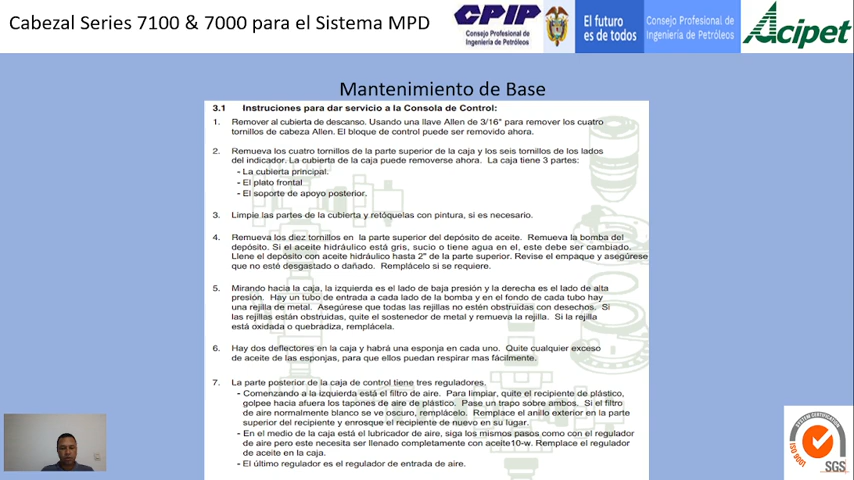 Cabezal Series 7100 & 7000 para el Sistema MPD
CPIP
Consejo Profesional de
Ingeniería de Petróleos
El futuro
es de todos
Consejo Profesional de
Ingeniería de Petróleos
Acipet
Mantenimiento de Base
3.1 Instruciones para dar servicio a la Consola de Control:
1. Remover al cubierta de descanso. Usando una llave Allen de 3/16" para remover los cuatro
tornillos de cabeza Allen. El bloque de control puede ser removido ahora.
2. Remueva los cuatro tornillos de la parte superior de la caja y los seis tornillos de los lados
del indicador. La cubierta de la caja puede removerse ahora. La caja tiene 3 partes:
- La cubierta principal.
- El plato frontal
- El soporte de apoyo posterior.
3. Limpie las partes de la cubierta y retóquelas con pintura, si es necesario.
4. Remueva los diez tornillos en la parte superior del depósito de aceite. Remueva la bomba del
depósito. Si el aceite hidráulico está gris, sucio o tiene agua en el, este debe ser cambiado.
Llene el depósito con aceite hidráulico hasta 2" de la parte superior. Revise el empaque y asegúrese
que no esté desgastado o dañado. Remplácelo si se requiere.
5. Mirando hacia la caja, la izquierda es el lado de baja presión y la derecha es el lado de alta
presión. Hay un tubo de entrada a cada lado de la bomba y en el fondo de cada tubo hay
una rejilla de metal. Asegúrese que todas las rejillas no estén obstruidas con desechos. Si
las rejillas están obstruidas, quite el sostenedor de metal y remueva la rejilla. Si la rejilla
está oxidada o quebradiza, remplácela.
6. Hay dos deflectores en la caja y habrá una esponja en cada uno. Quite cualquier exceso
de aceite de las esponjas, para que ellos puedan respirar mas fácilmente.
7. La parte posterior de la caja de control tiene tres reguladores.
- Comenzando a la izquierda está el filtro de aire. Para limpiar, quite el recipiente de plástico,
golpee hacia afuera los tapones de aire de plástico. Pase un trapo sobre ambos. Si el filtro
de aire normalmente blanco se ve oscuro, remplácelo. Remplace el anillo exterior en la parte
superior del recipiente y enrosque el recipiente de nuevo en su lugar.
- En el medio de la caja está el lubricador de aire, siga los mismos pasos como con el regulador
de aire pero este necesita ser llenado completamente con aceite10-w. Remplace el regulador
de aceite en la caja.
- El último regulador es el regulador de entrada de aire.
SYSTEM CERTIFICATION
ISO 9001
SGS